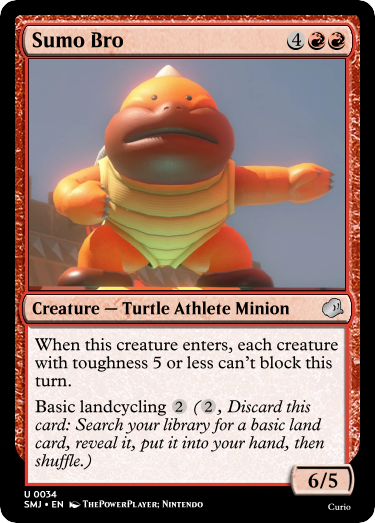 Sumo Bro 4
Creature — Turtle Athlete Minion
When this creature enters, each creature
with toughness 5 or less can't block this
turn.
Basic landcycling 2 (2, Discard this
card: Search your library for a basic land
card, reveal it, put it into your hand, then
shuffle.)
6/5
U 0034
SMJ • EN ThePowerPlayer; Nintendo
Curio